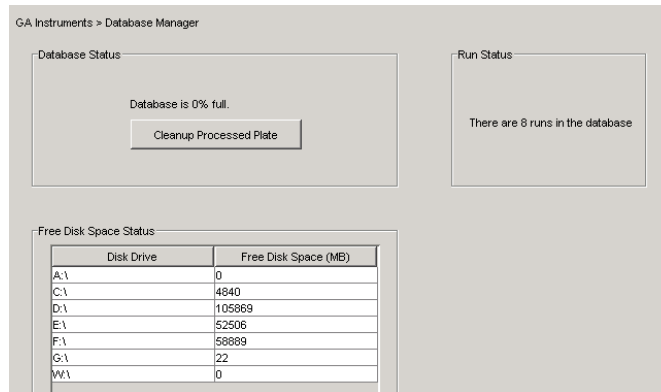 GA Instruments > Database Manager
Database Status
Database is 0% full.
Cleanup Processed Plate
Run Status
There are 8 runs in the database
Free Disk Space Status
Disk Drive Free Disk Space (MB)
A:\ 0
C:\ 4840
D:\ 105869
E:\ 52506
F:\ 58889
G:\ 22
W:\ 0